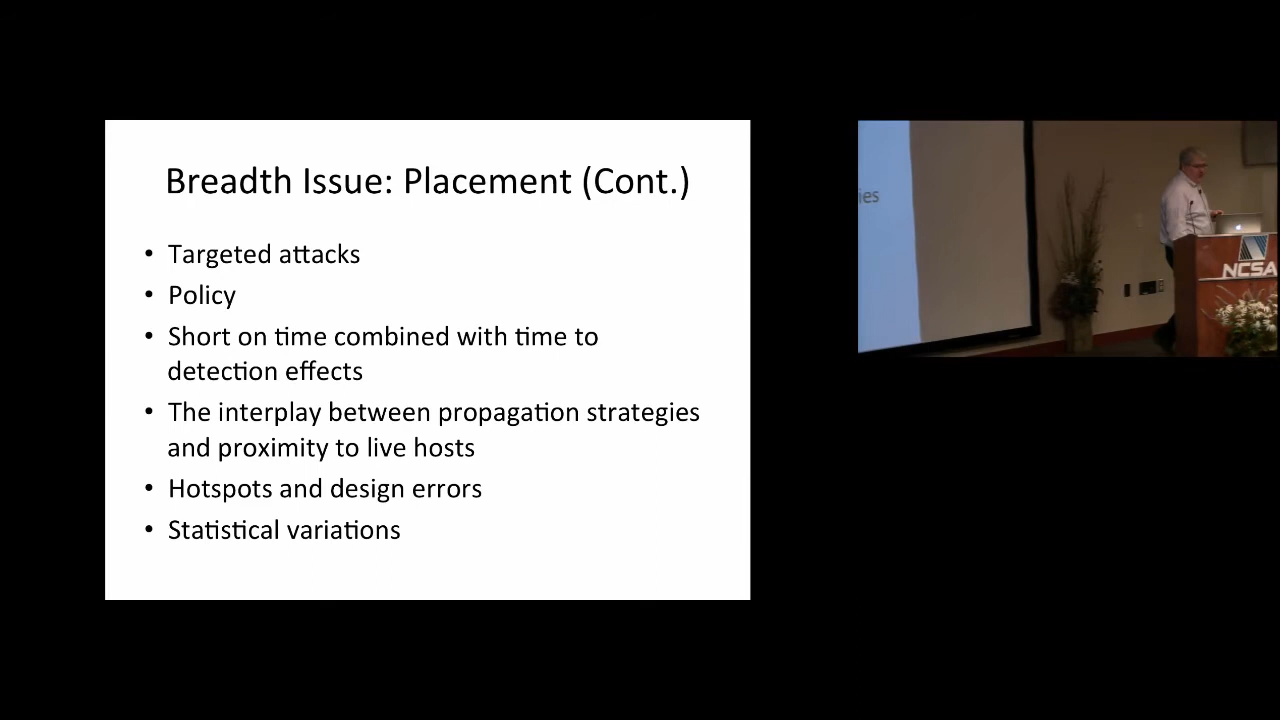 Breadth Issue: Placement (Cont.)
• Targeted attacks
• Policy
• Short on time combined with time to
detection effects
• The interplay between propagation strategies
and proximity to live hosts
• Hotspots and design errors
• Statistical variations
ies
NCSA